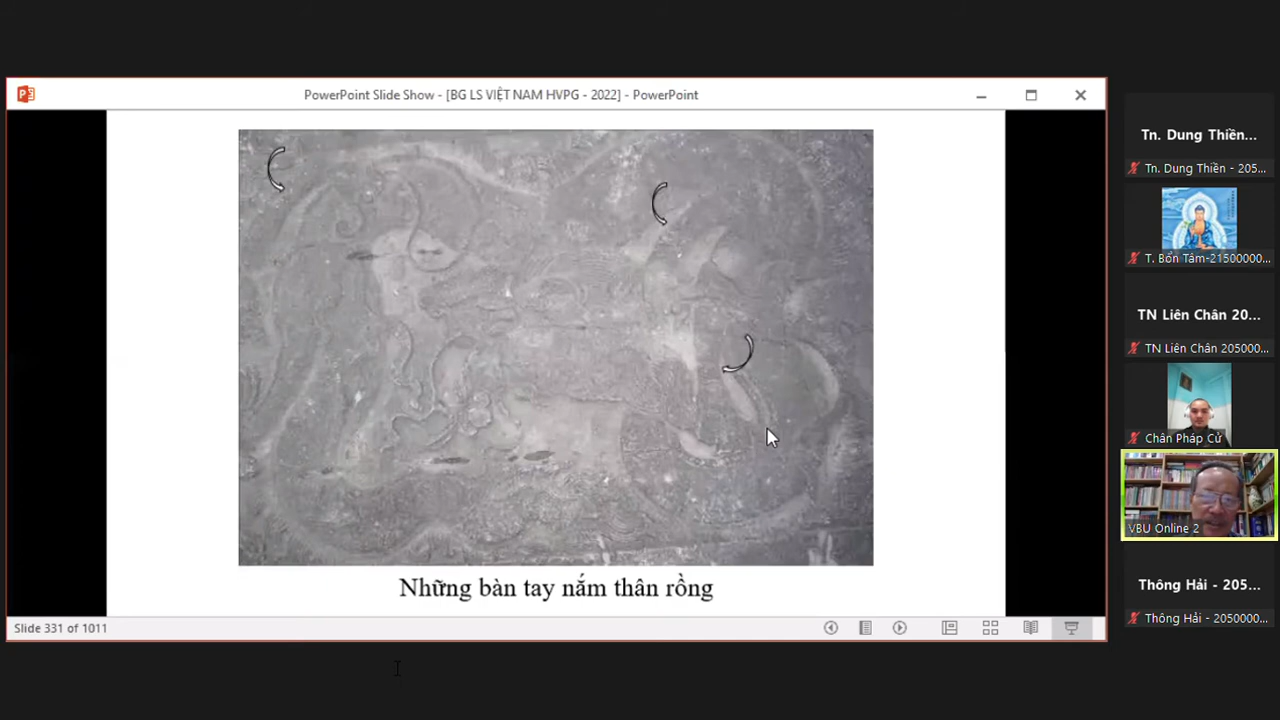 PowerPoint Slide Show - [BG LS VIỆT NAM HVPG - 2022] - PowerPoint
Những bàn tay nắm thân rồng
Slide 331 of 1011
Tn. Dung Thiền...
Tn. Dung Thiền - 205...
T. Bổn Tâm-21500000...
TN Liên Chân 20...
TN Liên Chân 205000...
Chân Pháp Cử
VBU Online 2
Thông Hải - 205...
Thông Hải - 2050000...